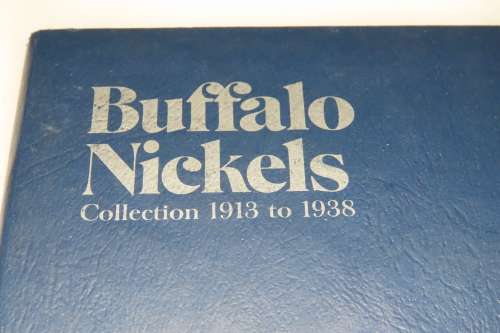 Buffalo
Nickels
Collection 1913 to 1938